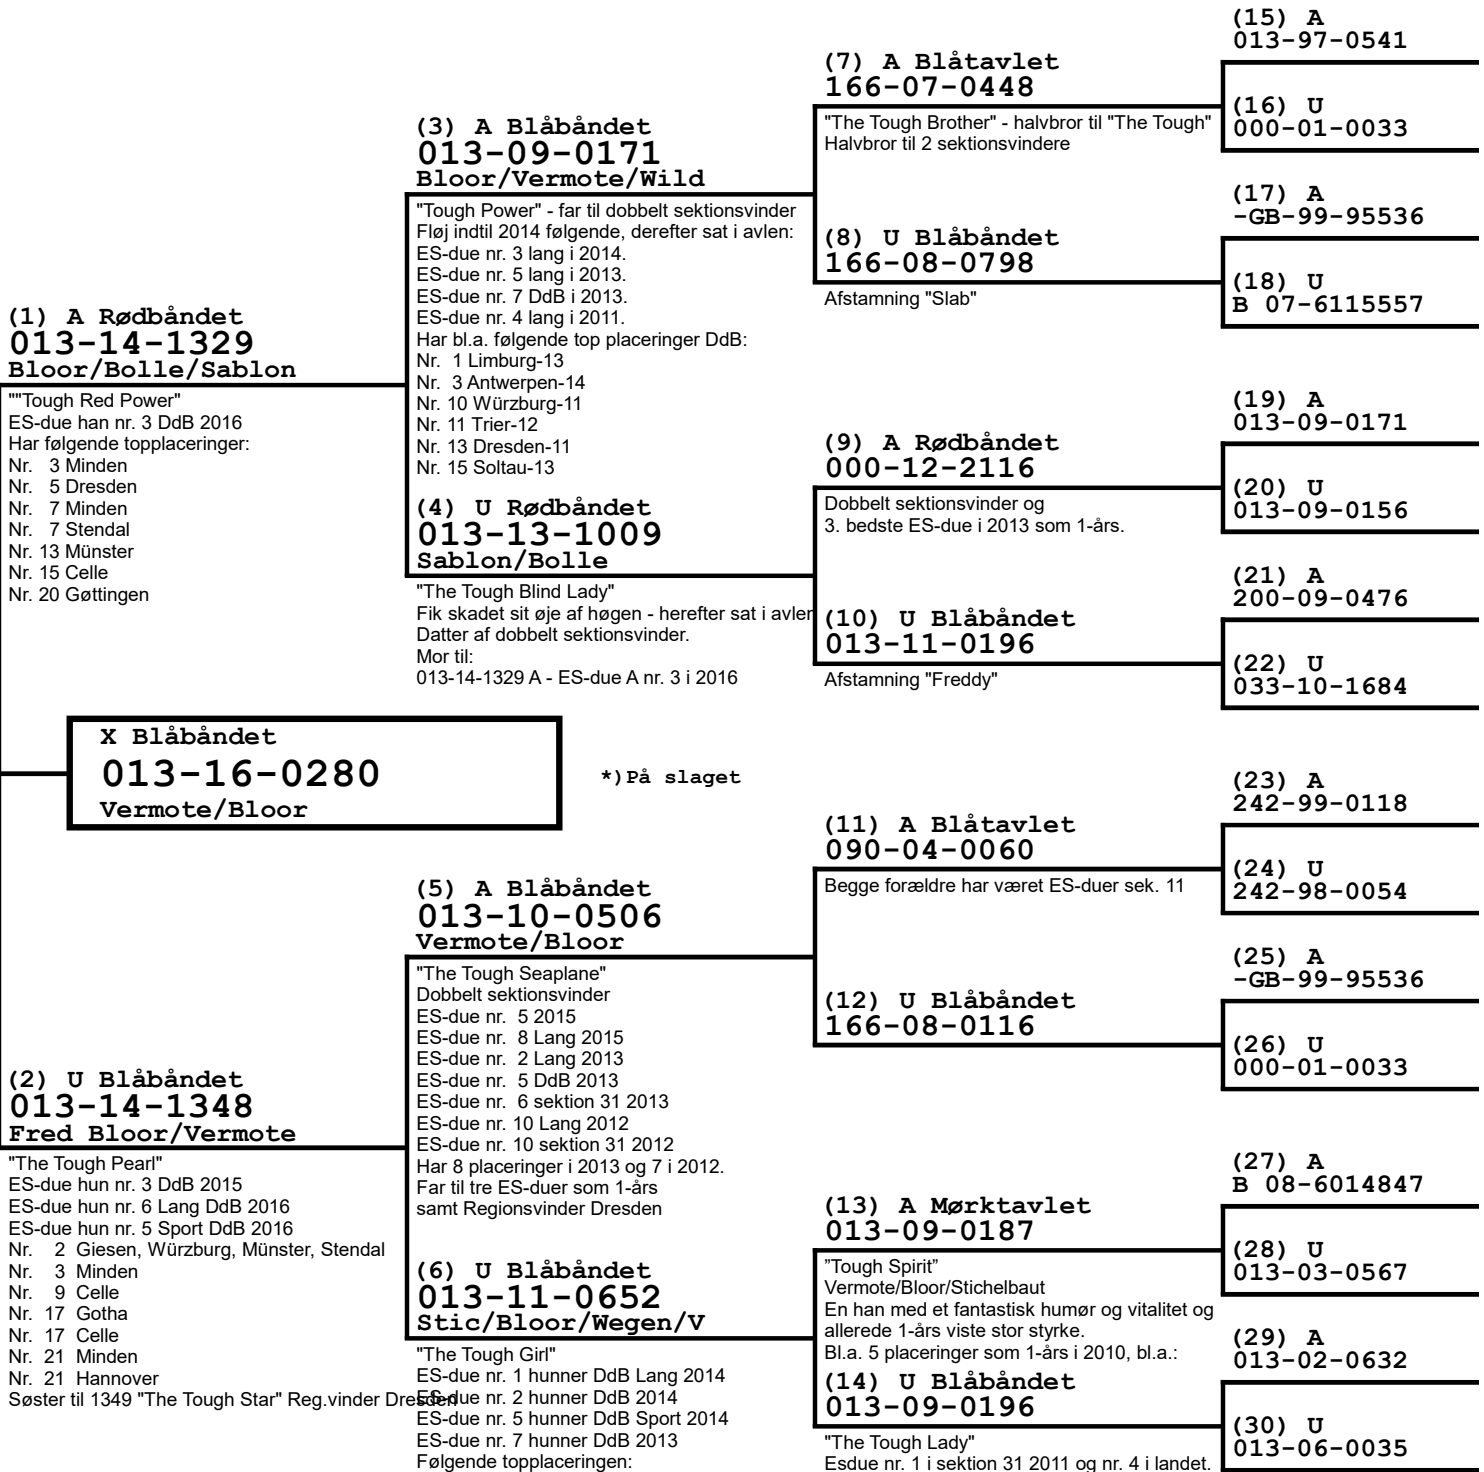 (1) A Rødbåndet
013-14-1329
Bloor/Bolle/Sablon
""Tough Red Power"
ES-due han nr. 3 DdB 2016
Har følgende topplaceringer:
Nr. 3 Minden
Nr. 5 Dresden
Nr. 7 Minden
Nr. 7 Stendal
Nr. 13 Münster
Nr. 15 Celle
Nr. 20 Gøttingen
X Blåbåndet
013-16-0280
Vermote/Bloor
*)På slaget
(2) U Blåbåndet
013-14-1348
Fred Bloor/Vermote
"The Tough Pearl"
ES-due hun nr. 3 DdB 2015
ES-due hun nr. 6 Lang DdB 2016
ES-due hun nr. 5 Sport DdB 2016
Nr. 2 Giesen, Würzburg, Münster, Stendal
Nr. 3 Minden
Nr. 9 Celle
Nr. 17 Gotha
Nr. 17 Celle
Nr. 21 Minden
Nr. 21 Hannover
Søster til 1349 "The Tough Star" Reg.vinder Dresden
(3) A Blåbåndet
013-09-0171
Bloor/Vermote/Wild
"Tough Power" - far til dobbelt sektionsvinder
Fløj indtil 2014 følgende, derefter sat i avlen:
ES-due nr. 3 lang i 2014.
ES-due nr. 5 lang i 2013.
ES-due nr. 7 DdB i 2013.
ES-due nr. 4 lang i 2011.
Har bl.a. følgende top placeringer DdB:
Nr. 1 Limburg-13
Nr. 3 Antwerpen-14
Nr. 10 Würzburg-11
Nr. 11 Trier-12
Nr. 13 Dresden-11
Nr. 15 Soltau-13
(4) U Rødbåndet
013-13-1009
Sablon/Bolle
"The Tough Blind Lady"
Fik skadet sit øje af høgen - herefter sat i avlen
Datter af dobbelt sektionsvinder.
Mor til:
013-14-1329 A - ES-due A nr. 3 i 2016
(5) A Blåbåndet
013-10-0506
Vermote/Bloor
"The Tough Seaplane"
Dobbelt sektionsvinder
ES-due nr. 5 2015
ES-due nr. 8 Lang 2015
ES-due nr. 2 Lang 2013
ES-due nr. 5 DdB 2013
ES-due nr. 6 sektion 31 2013
ES-due nr. 10 Lang 2012
ES-due nr. 10 sektion 31 2012
Har 8 placeringer i 2013 og 7 i 2012.
Far til tre ES-duer som 1-års
samt Regionsvinder Dresden
(6) U Blåbåndet
013-11-0652
Stic/Bloor/Wegen/V
"The Tough Girl"
ES-due nr. 1 hunner DdB Lang 2014
ES-due nr. 2 hunner DdB 2014
ES-due nr. 5 hunner DdB Sport 2014
ES-due nr. 7 hunner DdB 2013
Følgende topplaceringen:
(7) A Blåtavlet
166-07-0448
"The Tough Brother" - halvbror til "The Tough"
Halvbror til 2 sektionsvindere
(8) U Blåbåndet
166-08-0798
Afstamning "Slab"
(9) A Rødbåndet
000-12-2116
Dobbelt sektionsvinder og
3. bedste ES-due i 2013 som 1-års.
(10) U Blåbåndet
013-11-0196
Afstamning "Freddy"
(11) A Blåtavlet
090-04-0060
Begge forældre har været ES-duer sek. 11
(12) U Blåbåndet
166-08-0116
(13) A Mørktavlet
013-09-0187
"Tough Spirit”
Vermote/Bloor/Stichelbaut
En han med et fantastisk humør og vitalitet og
allerede 1-års viste stor styrke.
Bl.a. 5 placeringer som 1-års i 2010, bl.a.:
(14) U Blåbåndet
013-09-0196
"The Tough Lady"
Esdue nr. 1 i sektion 31 2011 og nr. 4 i landet.
(15) A
013-97-0541
(16) U
000-01-0033
(17) A
-GB-99-95536
(18) U
B 07-6115557
(19) A
013-09-0171
(20) U
013-09-0156
(21) A
200-09-0476
(22) U
033-10-1684
(23) A
242-99-0118
(24) U
242-98-0054
(25) A
-GB-99-95536
(26) U
000-01-0033
(27) A
B 08-6014847
(28) U
013-03-0567
(29) A
013-02-0632
(30) U
013-06-0035